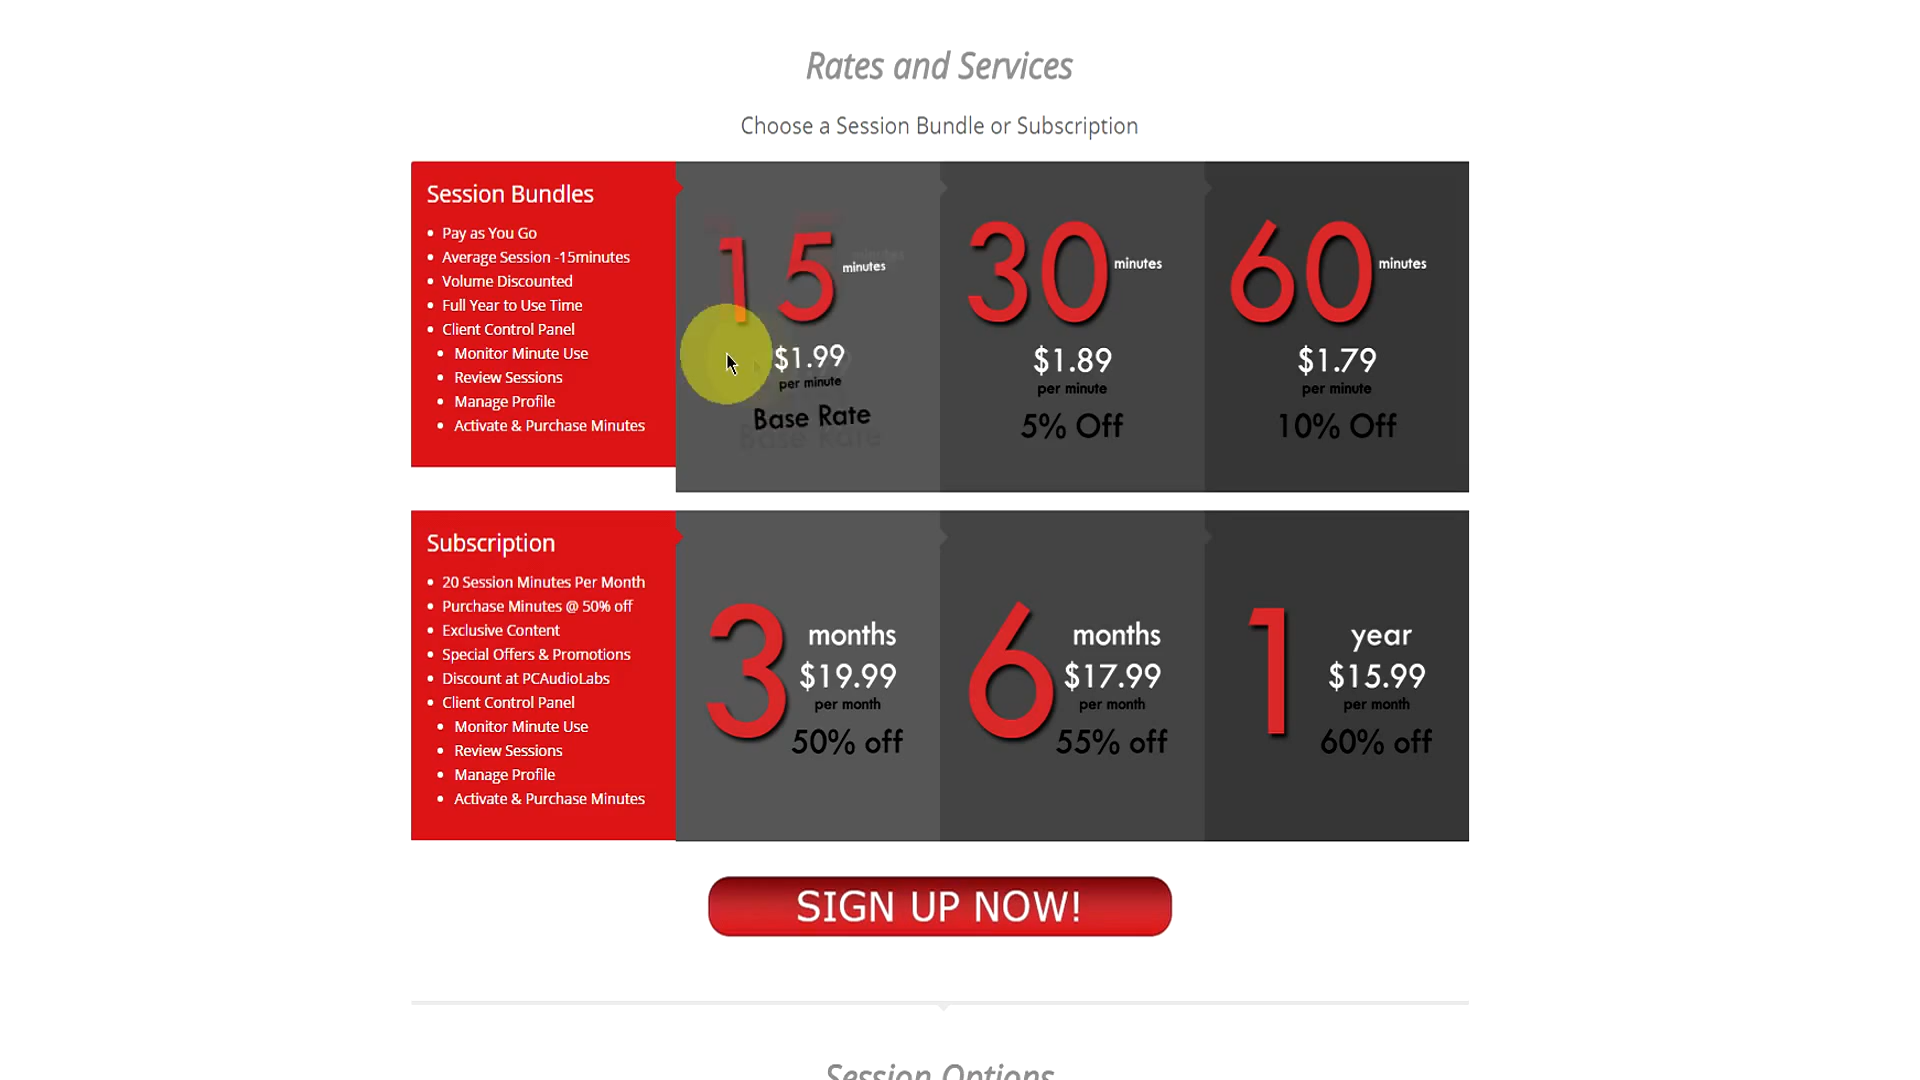 Rates and Services
Choose a Session Bundle or Subscription
Session Bundles
Pay as You Go
Average Session -15minutes
Volume Discounted
Full Year to Use Time
Client Control Panel
Monitor Minute Use
Review Sessions
Manage Profile
Activate & Purchase Minutes
15 minutes
$1.99
per minute
Base Rate
30 minutes
$1.89
per minute
5% Off
60 minutes
$1.79
per minute
10% Off
Subscription
20 Session Minutes Per Month
Purchase Minutes @ 50% off
Exclusive Content
Special Offers & Promotions
Discount at PCAudioLabs
Client Control Panel
Monitor Minute Use
Review Sessions
Manage Profile
Activate & Purchase Minutes
3 months
$19.99
per month
50% off
6 months
$17.99
per month
55% off
1 year
$15.99
per month
60% off
SIGN UP NOW!
Session Options